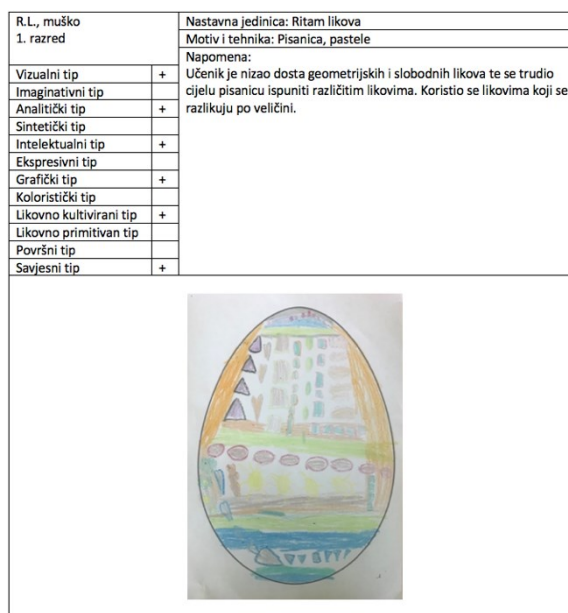 R.L., muško
1. razred
Nastavna jedinica: Ritam likova
Motiv i tehnika: Pisanica, pastele
Napomena:
Učenik je nizao dosta geometrijskih i slobodnih likova te se trudio
cijelu pisanicu ispuniti različitim likovima. Koristio se likovima koji se
razlikuju po veličini.
Vizualni tip +
Imaginativni tip
Analitički tip +
Sintetički tip
Intelektualni tip +
Ekspresivni tip
Grafički tip +
Koloristički tip
Likovno kultivirani tip +
Likovno primitivan tip
Površni tip
Savjesni tip +